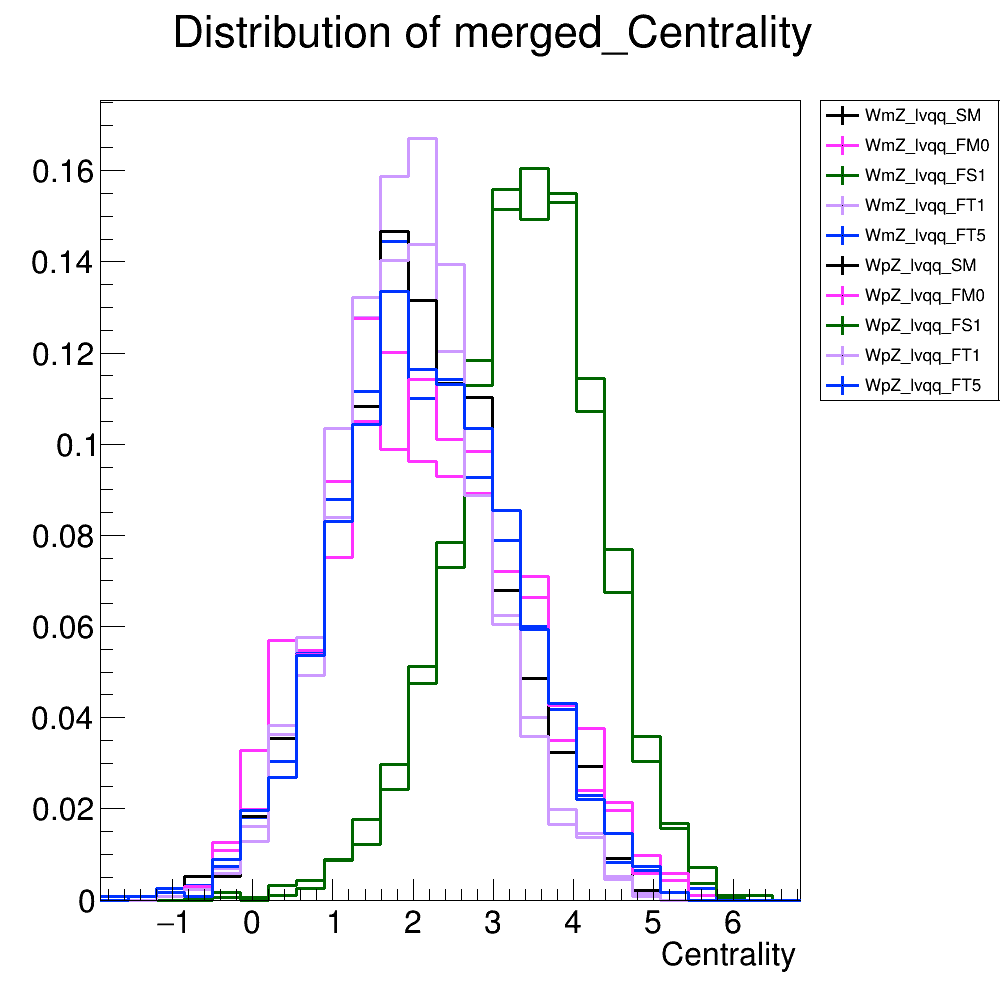 Distribution of merged_Centrality
WmZ_lvqq_SM
WmZ_lvqq_FM0
WmZ_lvqq_FS1
WmZ_lvqq_FT1
WmZ_lvqq_FT5
WpZ_lvqq_SM
WpZ_lvqq_FM0
WpZ_lvqq_FS1
WpZ_lvqq_FT1
WpZ_lvqq_FT5
0.16
0.14
0.12
0.1
0.08
0.06
0.04
0.02
0
−1 0 1 2 3 4 5 6
Centrality